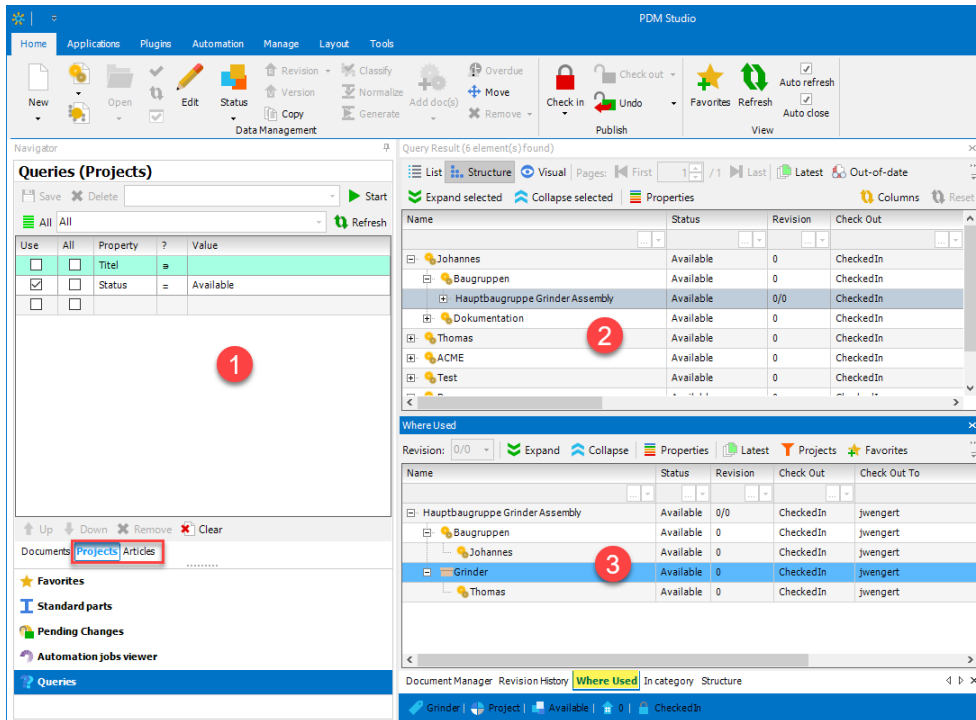 PDM Studio
Home Applications Plugins Automation Manage Layout Tools
Revision Classify Overdue Check out Auto refresh
New Open Edit Status Version Normalize Add doc(s) Move Check in Undo Favorites Refresh Auto close
Copy Generate Remove
Data Management Publish View
Navigator
Queries (Projects)
Save Delete Start
All All Refresh
Use All Property ? Value
Titel
Status = Available
1
Up Down Remove Clear
Documents Projects Articles
Favorites
Standard parts
Pending Changes
Automation jobs viewer
Queries
Query Result (6 element(s) found)
List Structure Visual Pages: First 1 / 1 Last Latest Out-of-date
Expand selected Collapse selected Properties Columns Reset
Name Status Revision Check Out
Johannes Available 0 CheckedIn
Baugruppen Available 0 CheckedIn
Hauptbaugruppe Grinder Assembly Available 0/0 CheckedIn
Dokumentation Available 0 CheckedIn
Thomas Available 0 CheckedIn
2
ACME Available 0 CheckedIn
Test Available 0 CheckedIn
Where Used
Revision: 0/0 Expand Collapse Properties Latest Projects Favorites
Name Status Revision Check Out Check Out To
Hauptbaugruppe Grinder Assembly Available 0/0 CheckedIn jwengert
Baugruppen Available 0 CheckedIn jwengert
Johannes Available 0 CheckedIn jwengert
3
Grinder Available 0 CheckedIn jwengert
Thomas Available 0 CheckedIn jwengert
Document Manager Revision History Where Used In category Structure
Grinder | Project | Available | 0 | CheckedIn